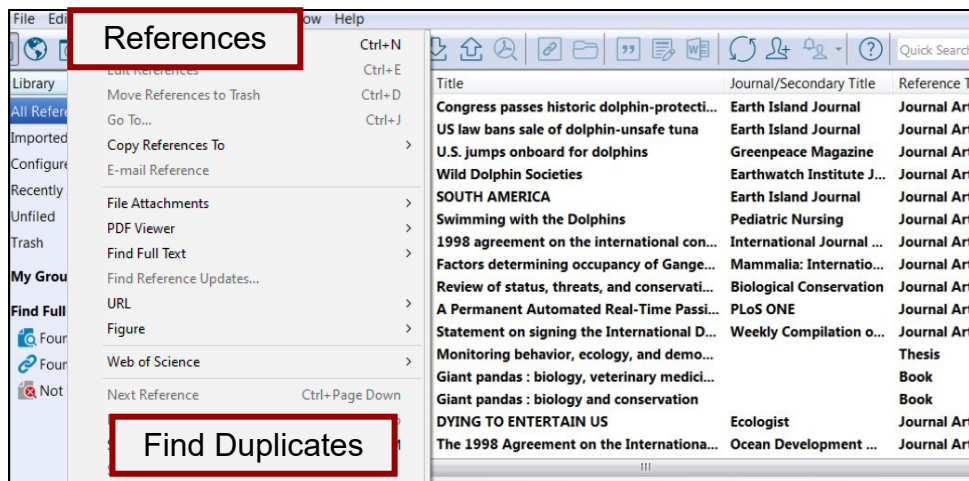 File Edi
ow Help
References
Ctrl+N
Quick Search
Edit References Ctrl+E
Library
Move References to Trash Ctrl+D
All Refere
Go To... Ctrl+J
Imported
Copy References To >
Configure
E-mail Reference
Recently
File Attachments >
Unfiled
PDF Viewer >
Trash
Find Full Text >
My Grou
Find Reference Updates...
URL >
Find Full
Figure >
Four
Web of Science >
Four
Not
Next Reference Ctrl+Page Down
Find Duplicates
Title Journal/Secondary Title Reference T
Congress passes historic dolphin-protecti... Earth Island Journal Journal Art
US law bans sale of dolphin-unsafe tuna Earth Island Journal Journal Art
U.S. jumps onboard for dolphins Greenpeace Magazine Journal Art
Wild Dolphin Societies Earthwatch Institute J... Journal Art
SOUTH AMERICA Earth Island Journal Journal Art
Swimming with the Dolphins Pediatric Nursing Journal Art
1998 agreement on the international con... International Journal ... Journal Art
Factors determining occupancy of Gange... Mammalia: Internatio... Journal Art
Review of status, threats, and conservati... Biological Conservation Journal Art
A Permanent Automated Real-Time Passi... PLoS ONE Journal Art
Statement on signing the International D... Weekly Compilation o... Journal Art
Monitoring behavior, ecology, and demo... Thesis
Giant pandas : biology, veterinary medici... Book
Giant pandas : biology and conservation Book
DYING TO ENTERTAIN US Ecologist Journal Art
The 1998 Agreement on the Internationa... Ocean Development ... Journal Art